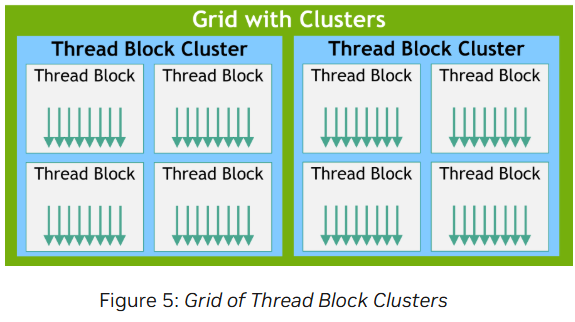 Grid with Clusters
Thread Block Cluster Thread Block Cluster
Thread Block Thread Block Thread Block Thread Block
Thread Block Thread Block Thread Block Thread Block
Figure 5: Grid of Thread Block Clusters